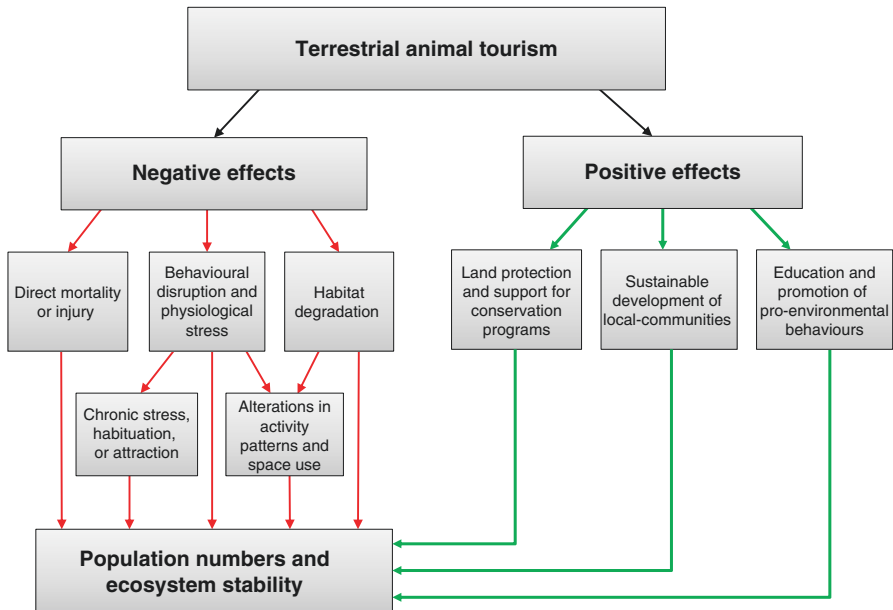 Terrestrial animal tourism
Negative effects
Positive effects
Direct mortality
or injury
Behavioural
disruption and
physiological
stress
Habitat
degradation
Land protection
and support for
conservation
programs
Sustainable
development of
local-communities
Education and
promotion of
pro-environmental
behaviours
Chronic stress,
habituation,
or attraction
Alterations in
activity
patterns and
space use
Population numbers and
ecosystem stability